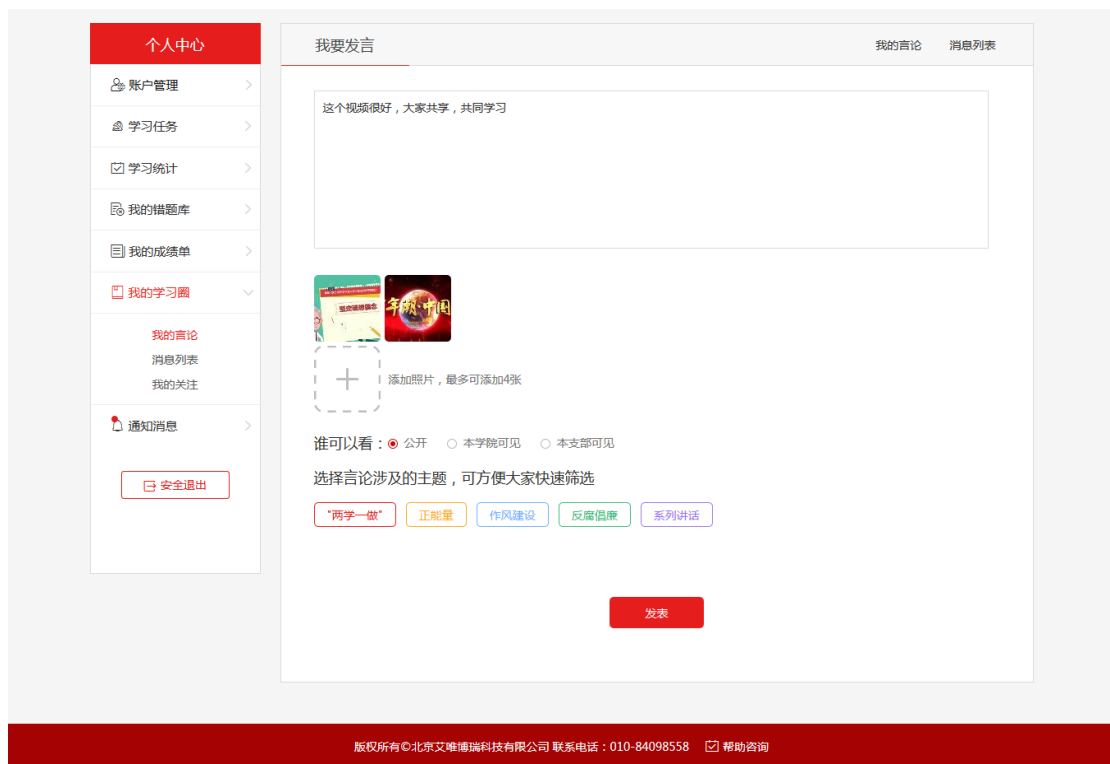 个人中心
账户管理
学习任务
学习统计
我的错题库
我的成绩单
我的学习圈
我的言论
消息列表
我的关注
通知消息
安全退出
我要发言
我的言论 消息列表
这个视频很好，大家共享，共同学习
年貌·中国
添加照片，最多可添加4张
谁可以看： 公开 本学院可见 本支部可见
选择言论涉及的主题，可方便大家快速筛选
"两学一做" 正能量 作风建设 反腐倡廉 系列讲话
发表
版权所有©北京艾唯博瑞科技有限公司 联系电话：010-84098558 帮助咨询